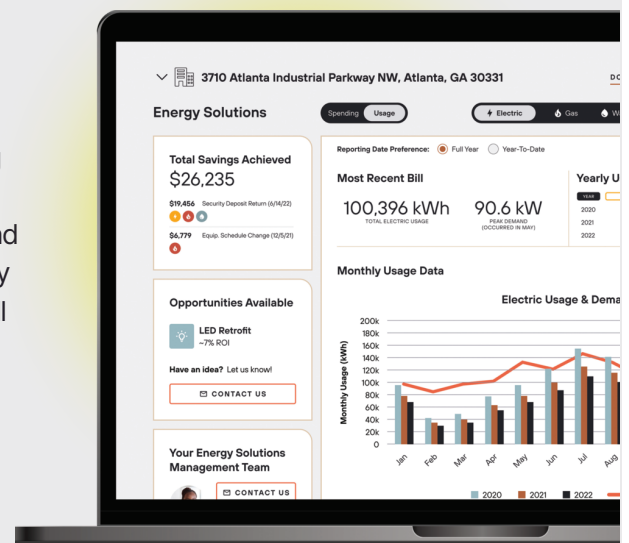 3710 Atlanta Industrial Parkway NW, Atlanta, GA 30331
Energy Solutions
Spending Usage
Electric Gas
Total Savings Achieved
$26,235
$19,456 Security Deposit Return (6/14/22)
$6,779 Equip. Schedule Change (12/5/21)
Opportunities Available
LED Retrofit
~7% ROI
Have an idea? Let us know!
CONTACT US
Your Energy Solutions
Management Team
CONTACT US
Reporting Date Preference: Full Year Year-To-Date
Most Recent Bill
100,396 kWh
TOTAL ELECTRIC USAGE
90.6 kW
PEAK DEMAND
(OCCURRED IN MAY)
Yearly U
YEAR
2020
2021
2022
Monthly Usage Data
Electric Usage & Dema
Monthly Usage (kWh)
200k
180k
160k
140k
120k
100k
80k
60k
40k
20k
0
Jan Feb Mar Apr May Jun Jul Aug
2020 2021 2022